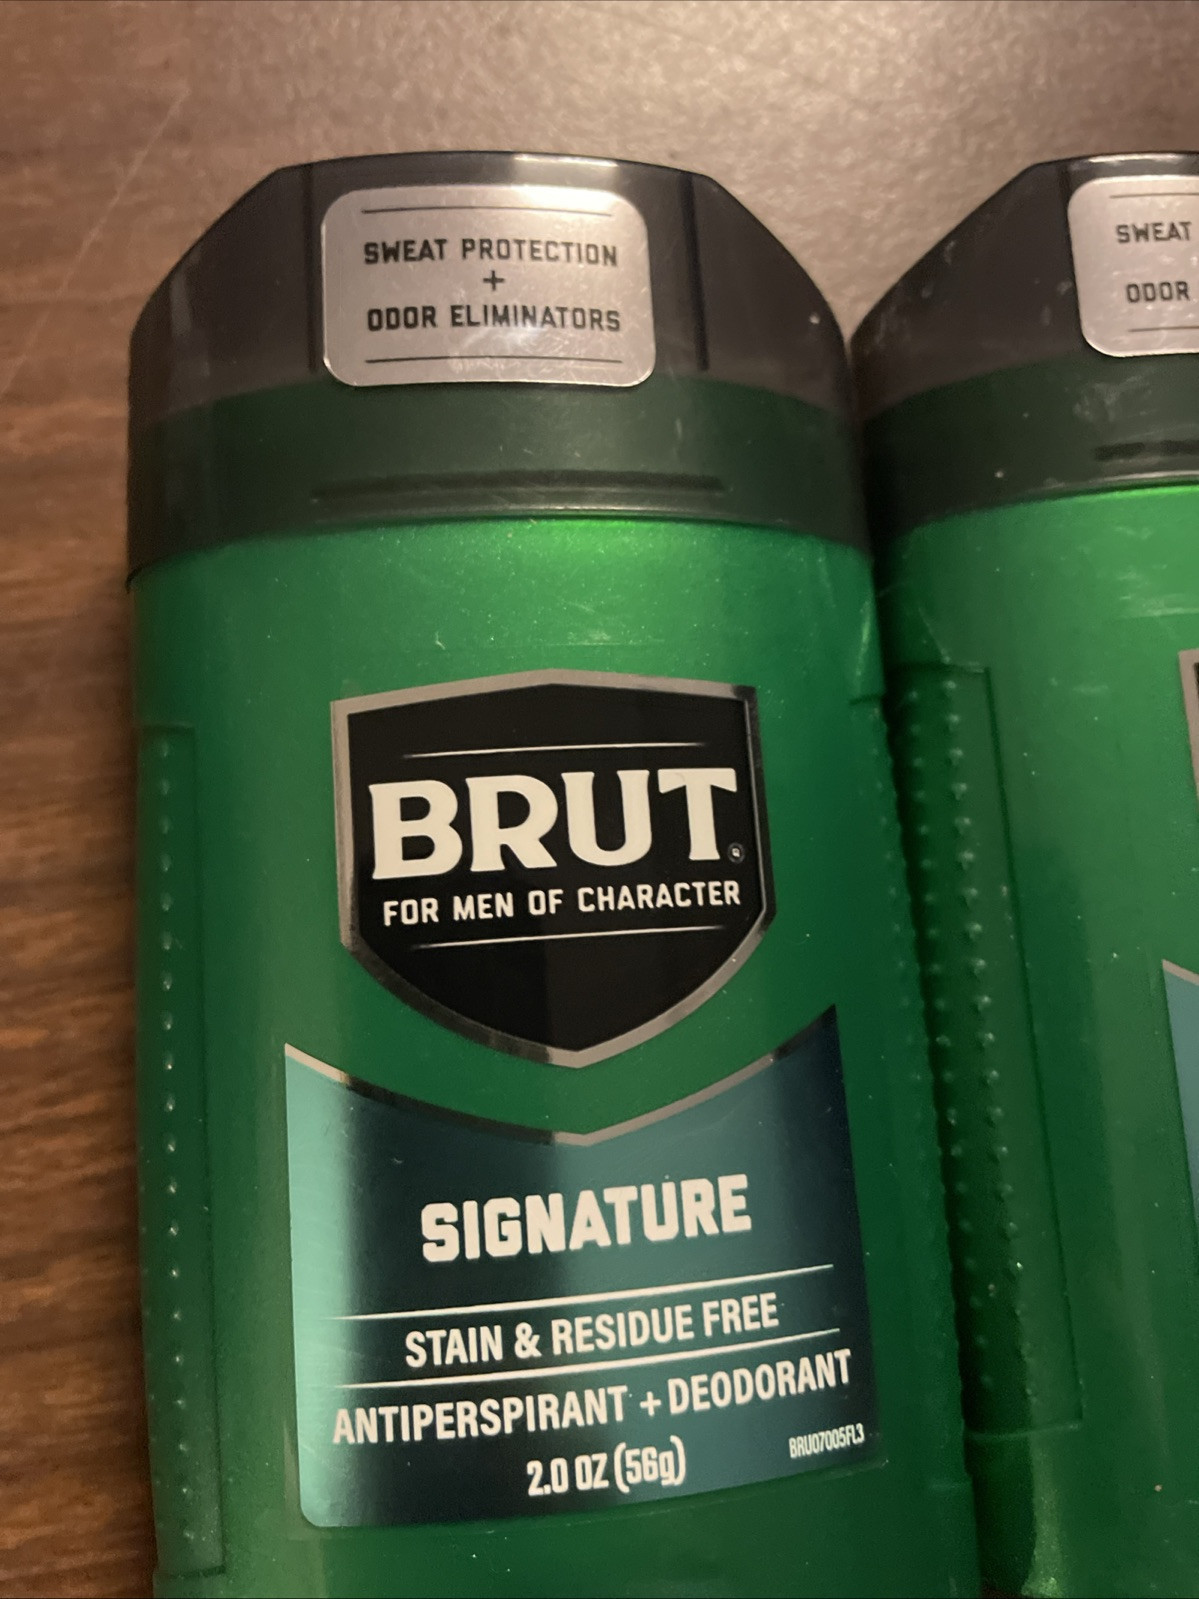 SWEAT PROTECTION
+
ODOR ELIMINATORS
BRUT®
FOR MEN OF CHARACTER
SIGNATURE
STAIN & RESIDUE FREE
ANTIPERSPIRANT + DEODORANT
2.0 OZ (56g)
BRU07005FL3
SWEAT
ODOR